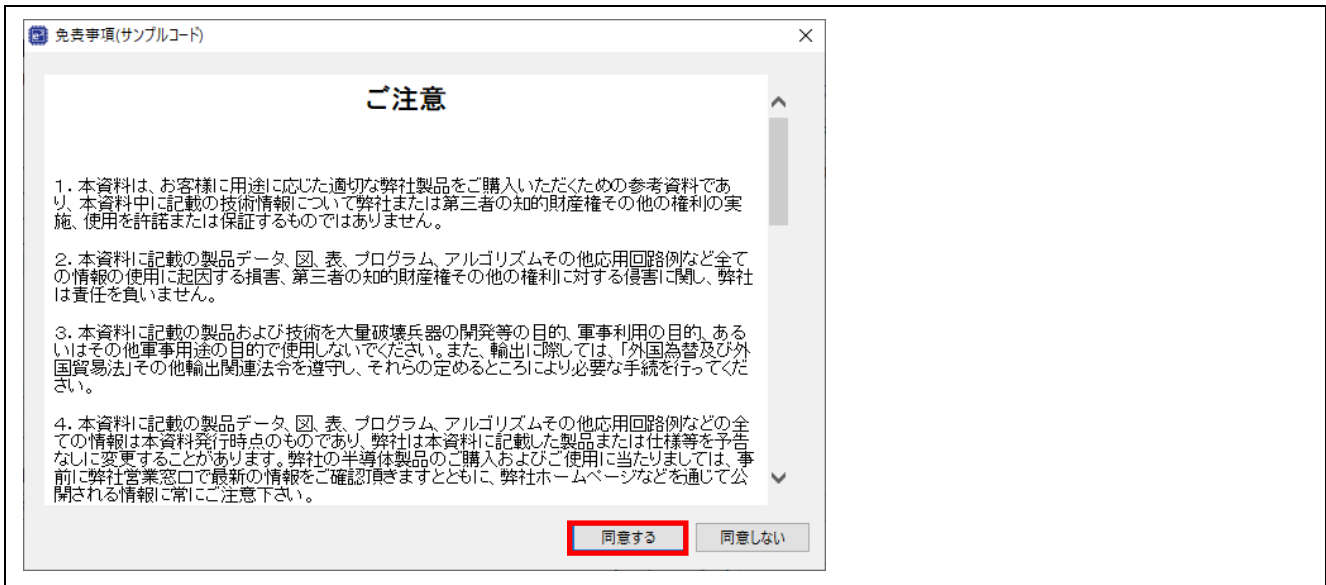 免責事項(サンプルコード)
ご注意
1. 本資料は、お客様に用途に応じた適切な弊社製品をご購入いただくための参考資料であ
り、本資料中に記載の技術情報について弊社または第三者の知的財産権その他の権利の実
施、使用を許諾または保証するものではありません。
2. 本資料に記載の製品データ、図、表、プログラム、アルゴリズムその他応用回路例など全て
の情報の使用に起因する損害、第三者の知的財産権その他の権利に対する侵害に関し、弊社
は責任を負いません。
3. 本資料に記載の製品および技術を大量破壊兵器の開発等の目的、軍事利用の目的、ある
いはその他軍事用途の目的で使用しないでください。また、輸出に際しては、「外国為替及び外
国貿易法」その他輸出関連法令を遵守し、それらの定めるところにより必要な手続を行ってくだ
さい。
4. 本資料に記載の製品データ、図、表、プログラム、アルゴリズムその他応用回路例などの全
ての情報は本資料発行時点のものであり、弊社は本資料に記載した製品または仕様等を予告
なしに変更することがあります。弊社の半導体製品のご購入およびご使用に当たりましては、事
前に弊社営業窓口で最新の情報をご確認頂きますとともに、弊社ホームページなどを通じて公
開される情報に常にご注意下さい。
同意する
同意しない